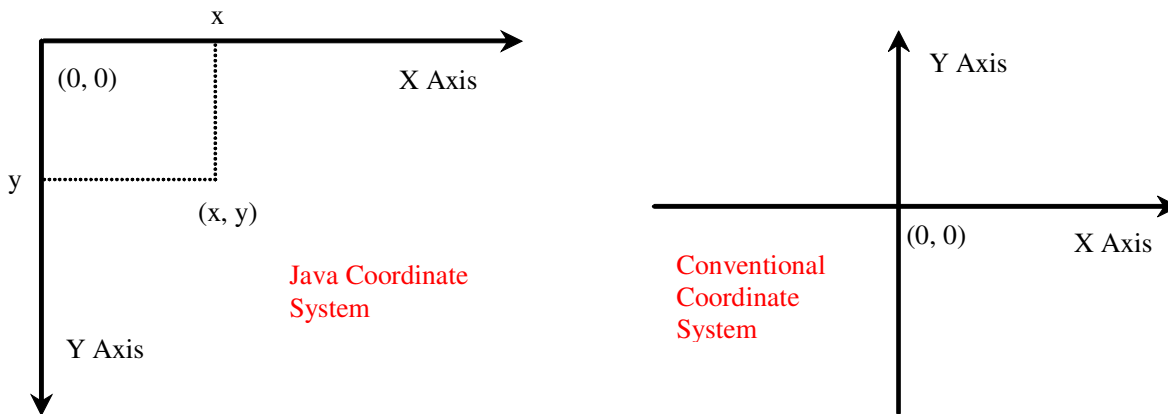 x
(0, 0)
X Axis
y
(x, y)
Java Coordinate
System
Y Axis
Y Axis
(0, 0)
X Axis
Conventional
Coordinate
System